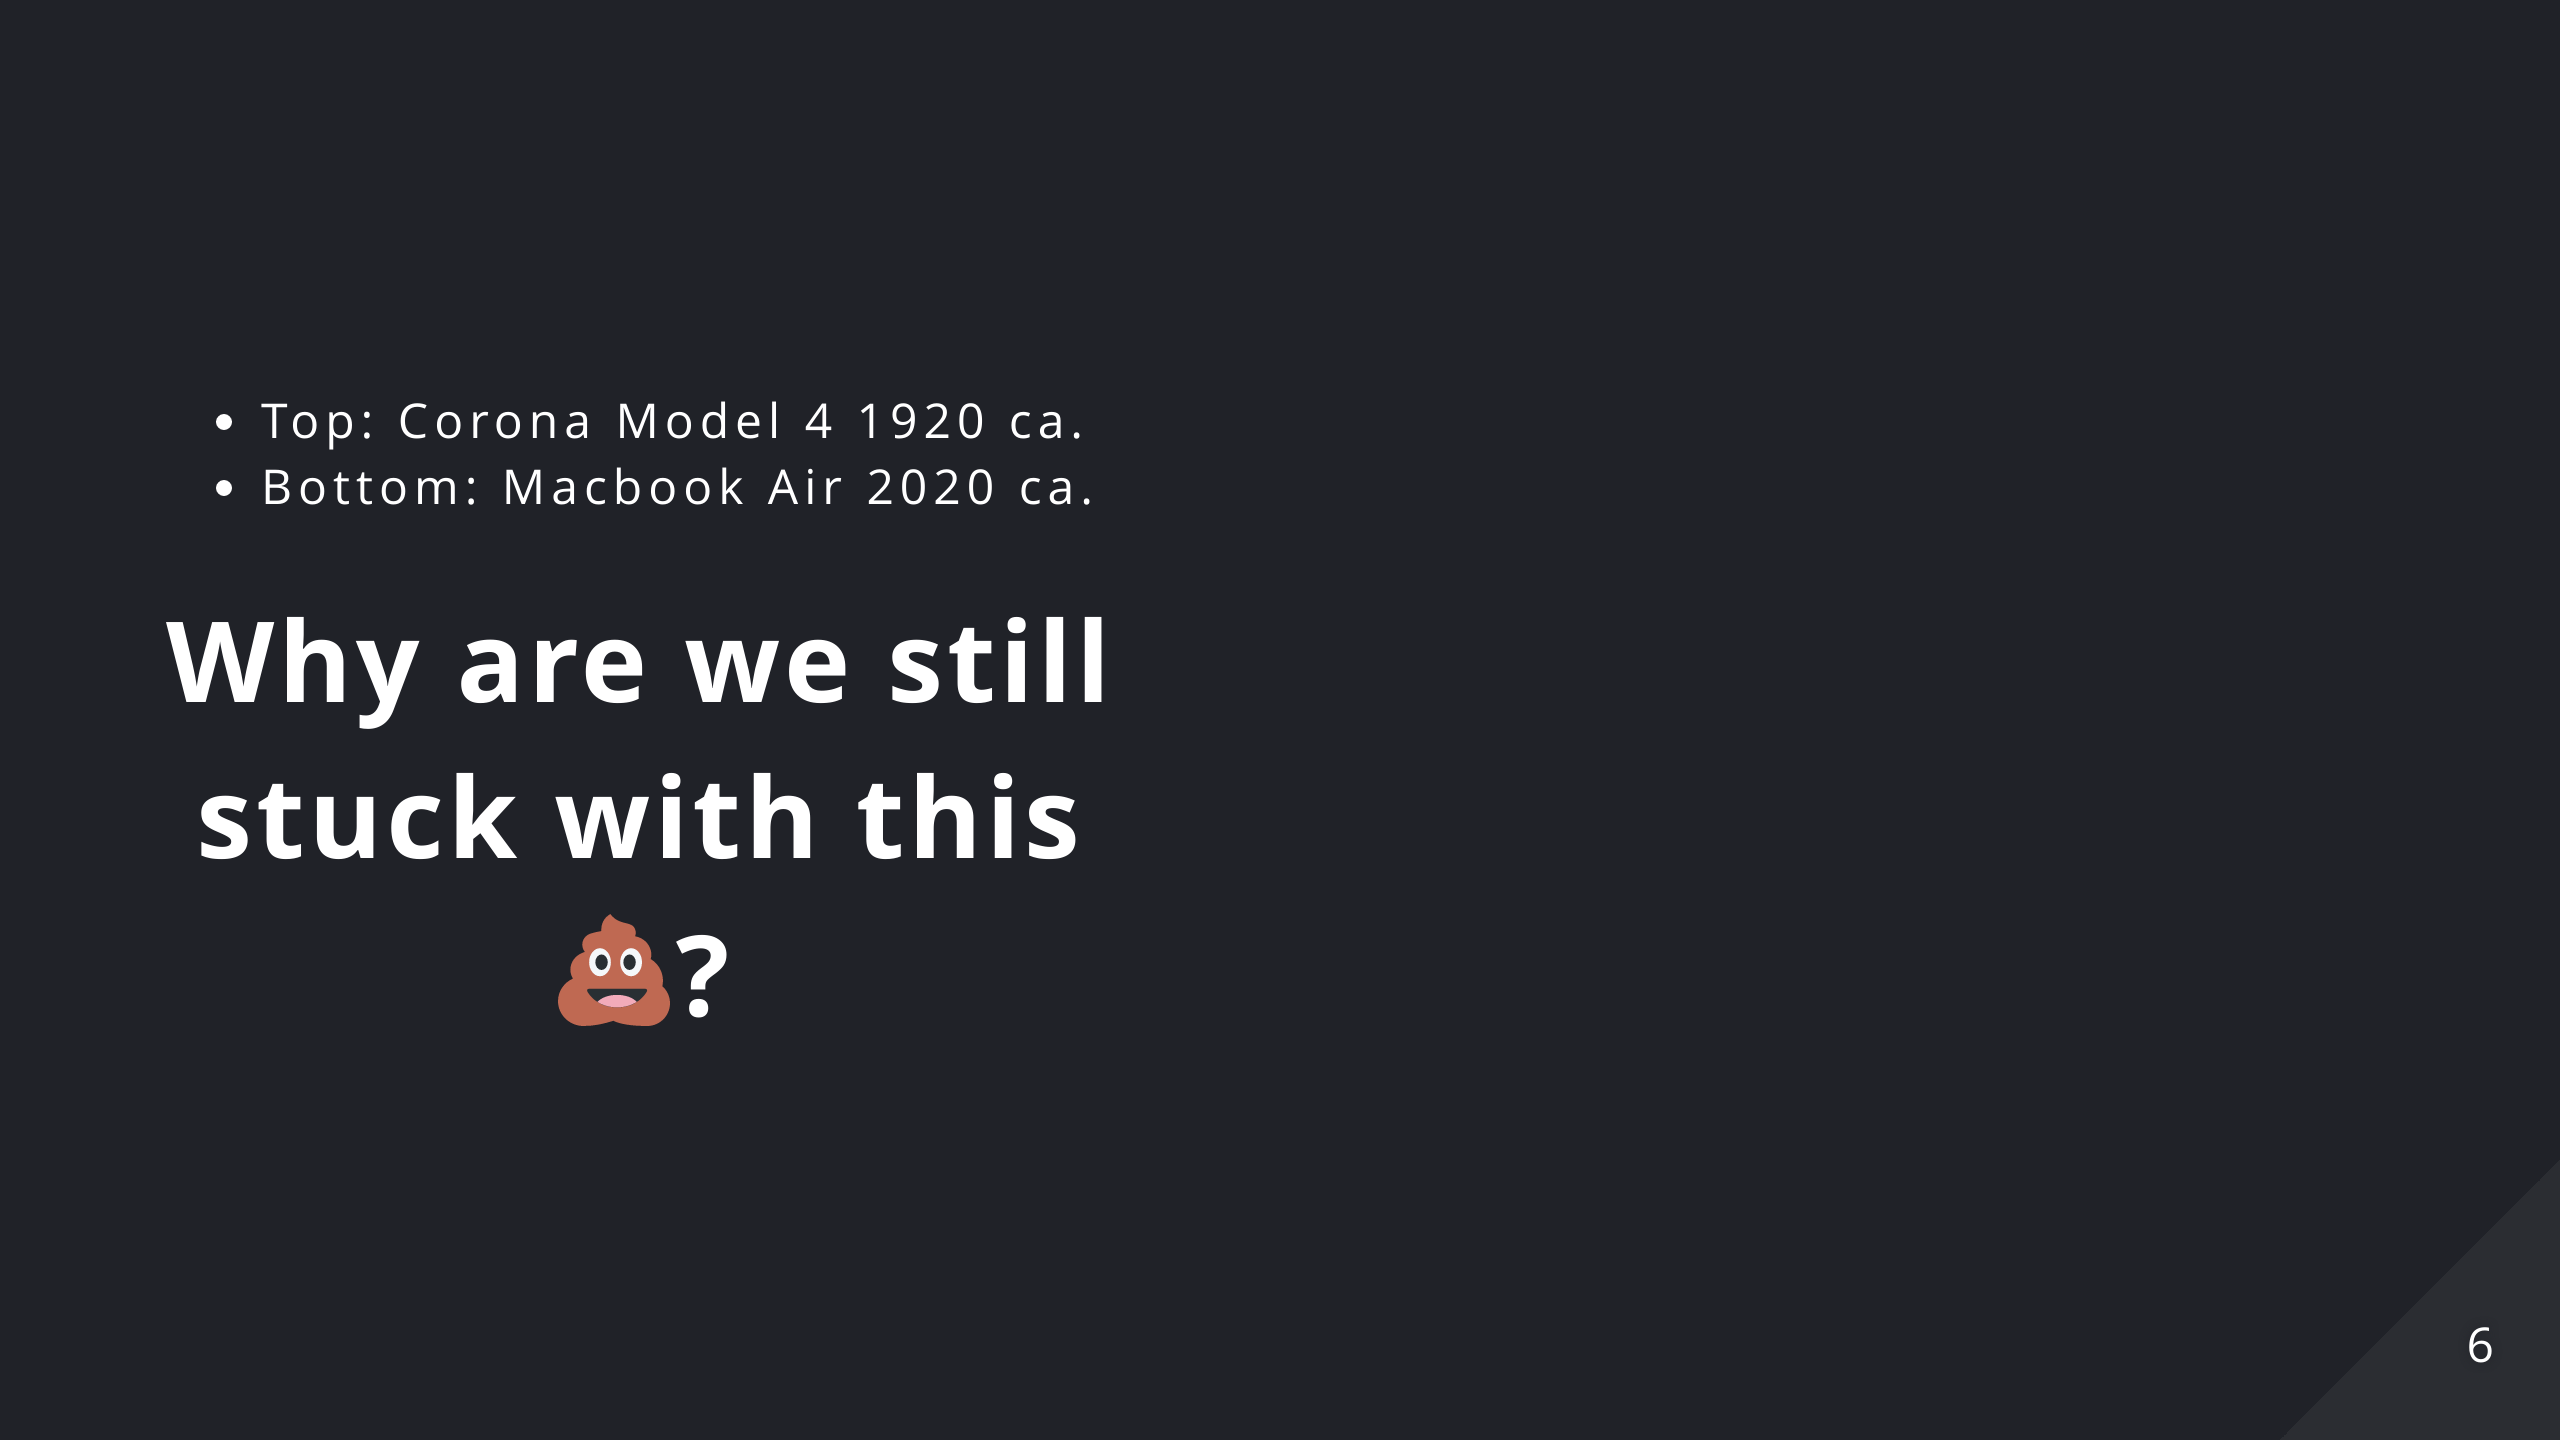 • Top: Corona Model 4 1920 ca.
• Bottom: Macbook Air 2020 ca.
Why are we still
stuck with this
💩?
6